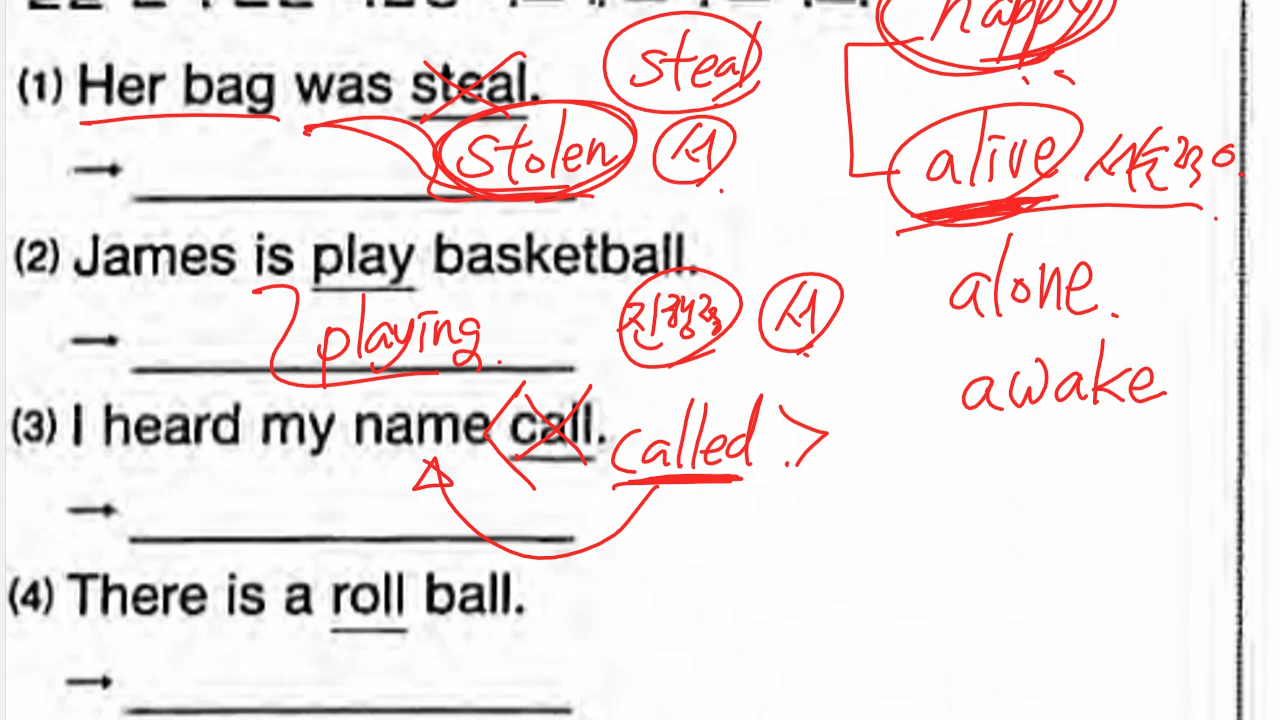 happy
(1) Her bag was steal. steal
→ stolen 서
alive 서술적 용
(2) James is play basketball.
alone.
→ playing. 진행형 서
awake
(3) I heard my name call. called
→
(4) There is a roll ball.
→